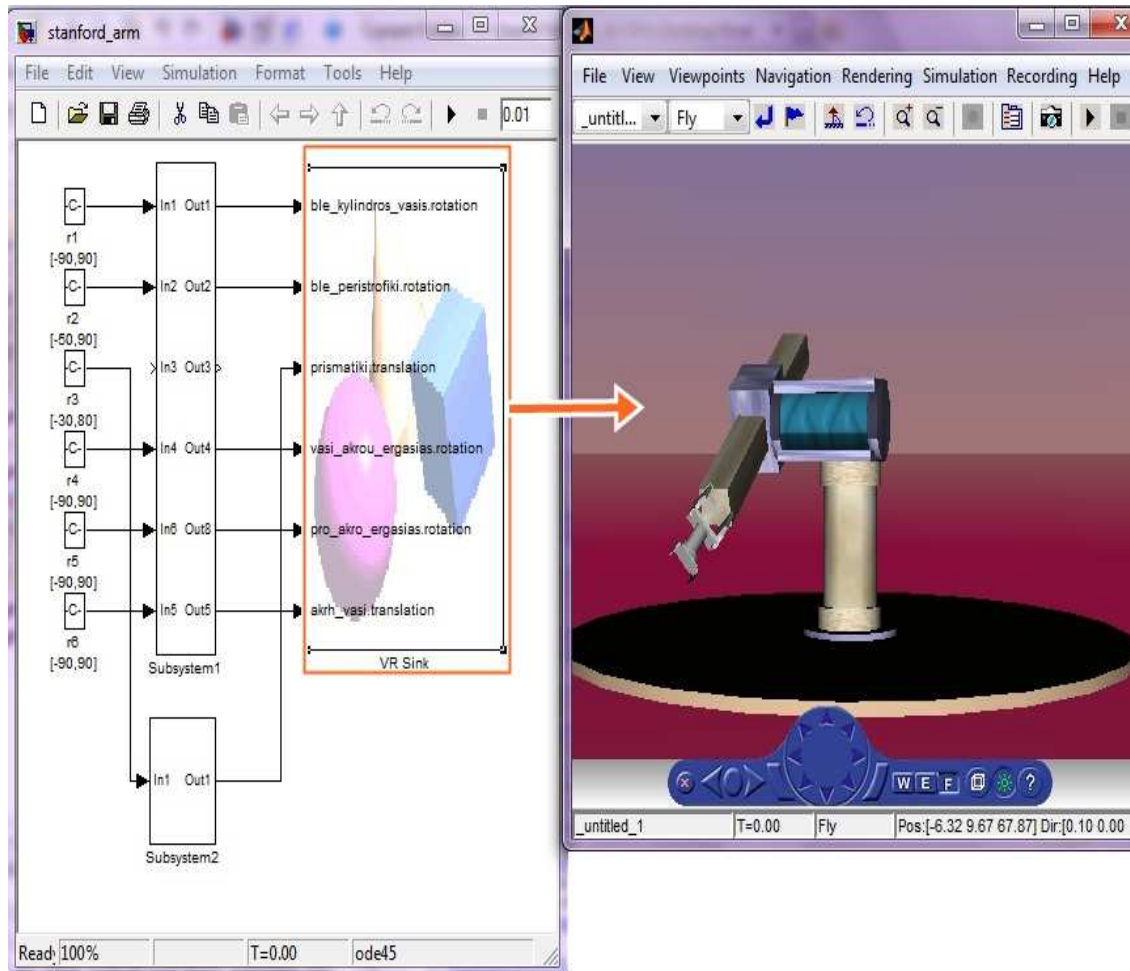 stanford_arm
File Edit View Simulation Format Tools Help
0.01
-C-
r1
[-90,90]
-C-
r2
[-50,90]
-C-
r3
[-30,80]
-C-
r4
[-90,90]
-C-
r5
[-90,90]
-C-
r6
[-90,90]
In1 Out1
In2 Out2
In3 Out3
In4 Out4
In6 Out8
In5 Out5
Subsystem1
ble_kylindros_vasis.rotation
ble_peristrofiki.rotation
prismatiki.translation
vasi_akrou_ergasias.rotation
pro_akro_ergasias.rotation
akrh_vasi.translation
VR Sink
In1 Out1
Subsystem2
Ready 100% T=0.00 ode45
File View Viewpoints Navigation Rendering Simulation Recording Help
_untitl... Fly
W E F ?
_untitled_1 T=0.00 Fly Pos:[-6.32 9.67 67.87] Dir:[0.10 0.00